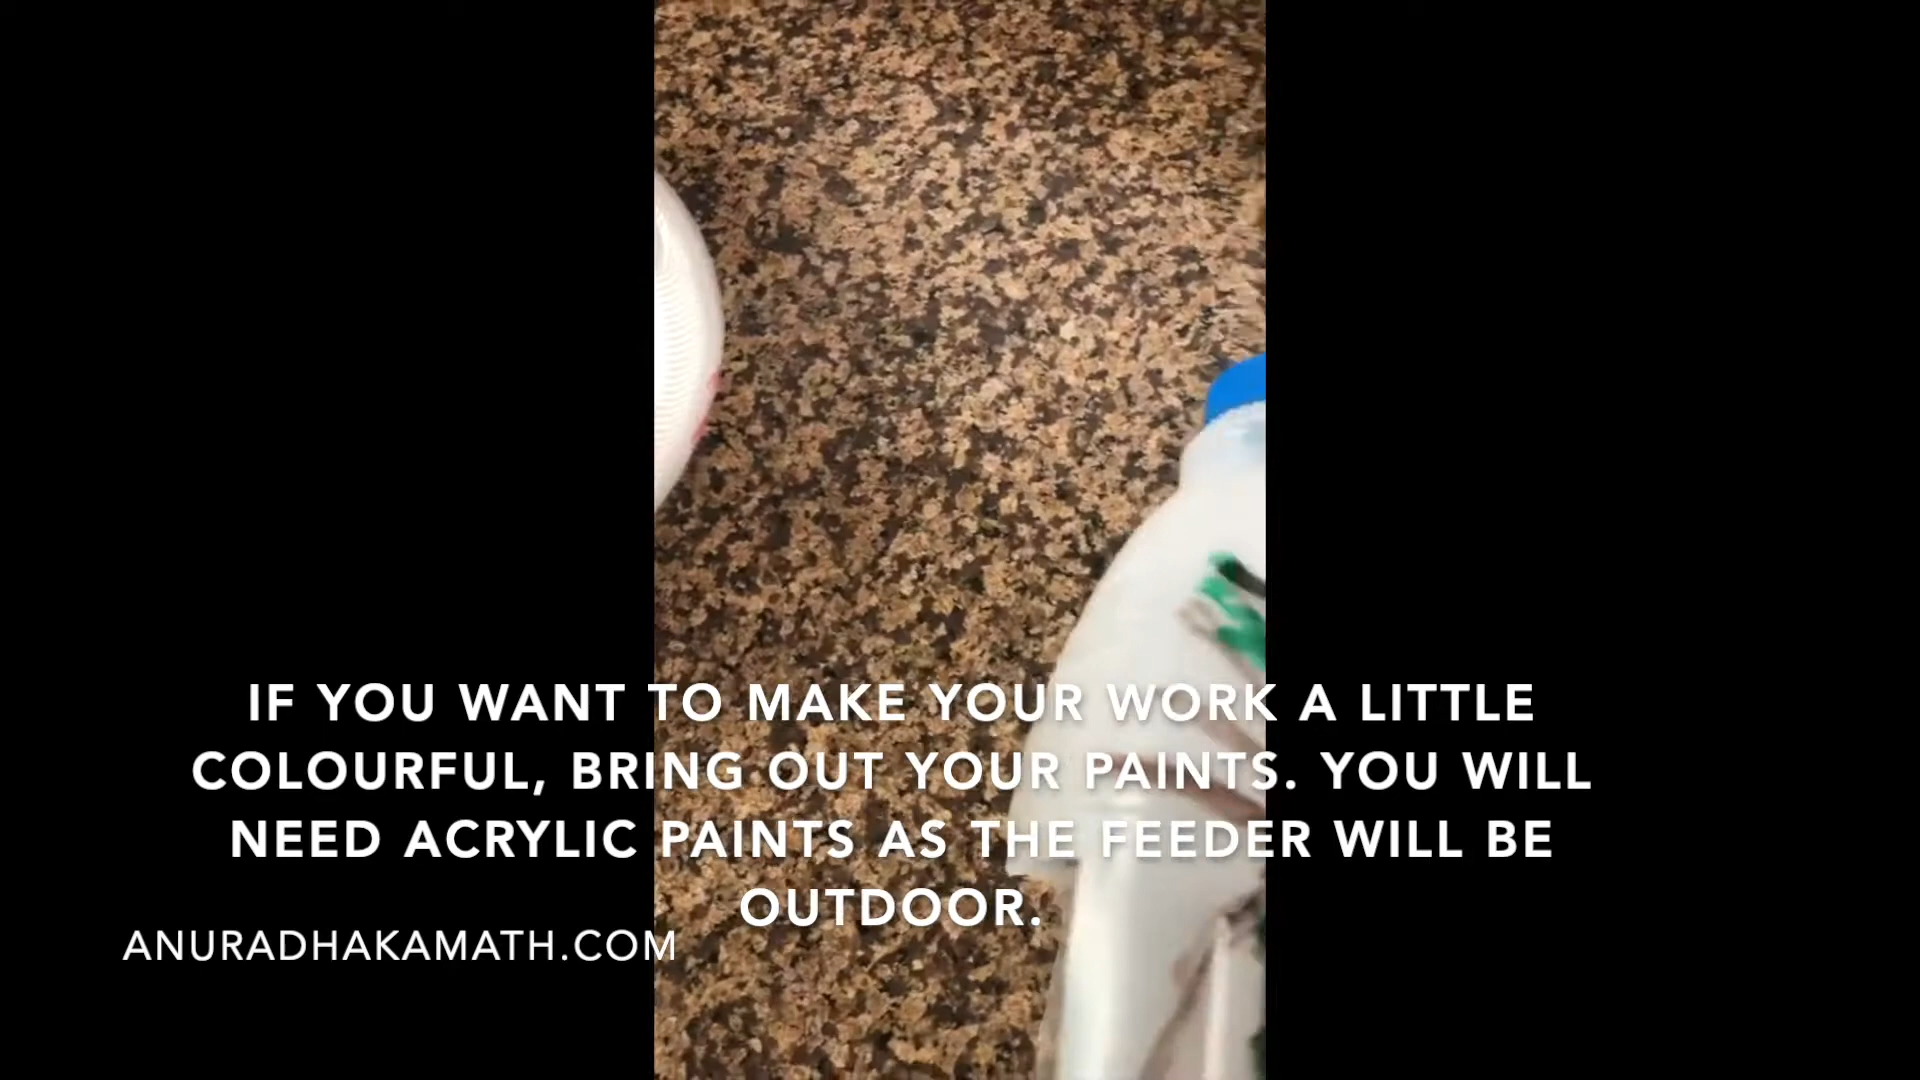 IF YOU WANT TO MAKE YOUR WORK A LITTLE
COLOURFUL, BRING OUT YOUR PAINTS. YOU WILL
NEED ACRYLIC PAINTS AS THE FEEDER WILL BE
OUTDOOR.
ANURADHAKAMATH.COM